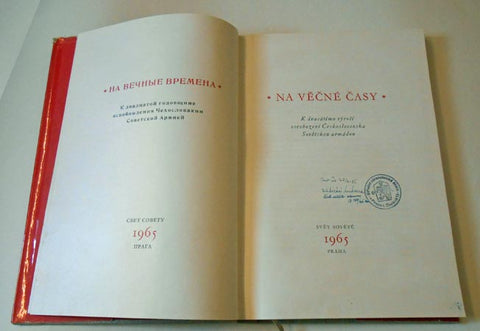 * НА ВЕЧНЫЕ ВРЕМЕНА *
К двадцатой годовщине
освобождения Чехословакии
Советской Армией
СВЕТ СОВЕТУ
1965
ПРАГА
* NA VĚČNÉ ČASY *
K dvacátému výročí
osvobození Československa
Sovětskou armádou
SVĚT SOVĚTŮ
1965
PRAHA